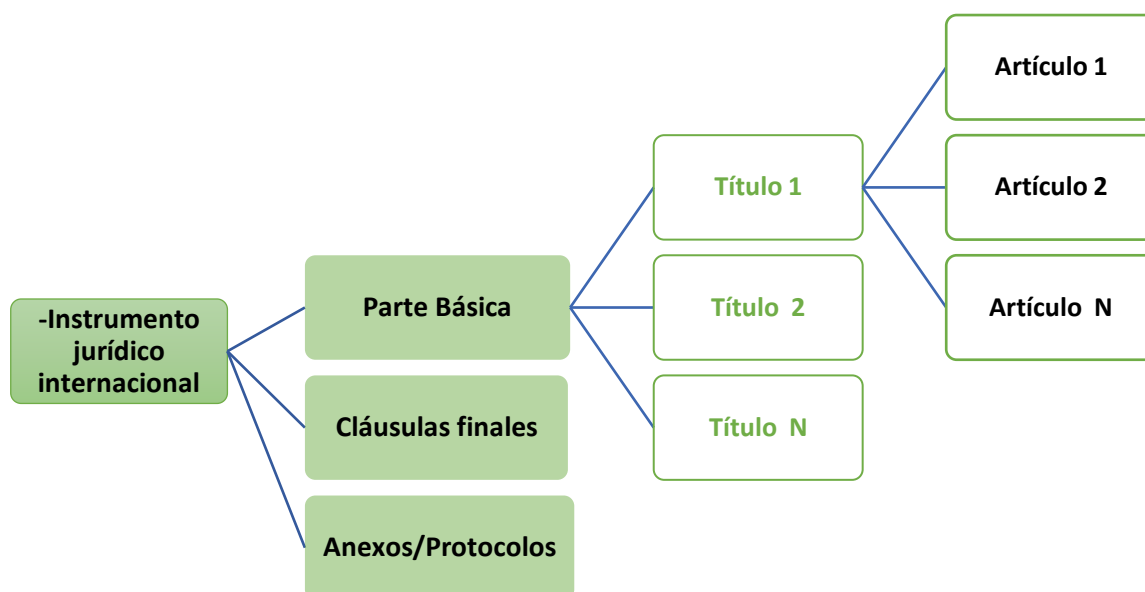 -Instrumento
jurídico
internacional
Parte Básica
Cláusulas finales
Anexos/Protocolos
Título 1
Título 2
Título N
Artículo 1
Artículo 2
Artículo N